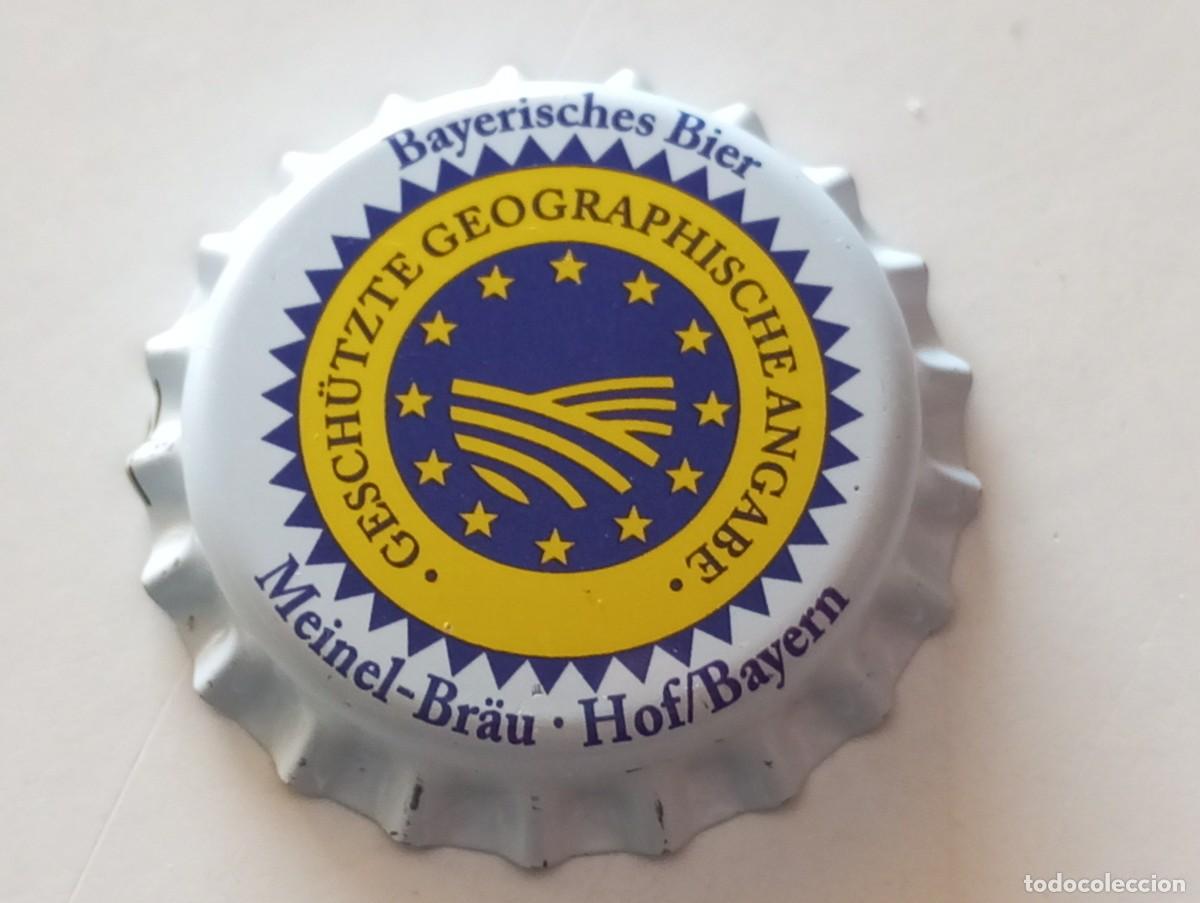 Bayerisches Bier
· GESCHÜTZTE GEOGRAPHISCHE ANGABE ·
Meinel-Bräu · Hof/Bayern
todocoleccion